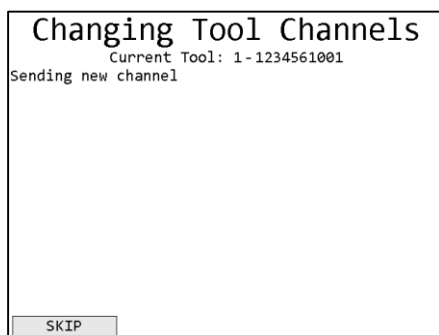 Changing Tool Channels
Current Tool: 1-1234561001
Sending new channel
SKIP